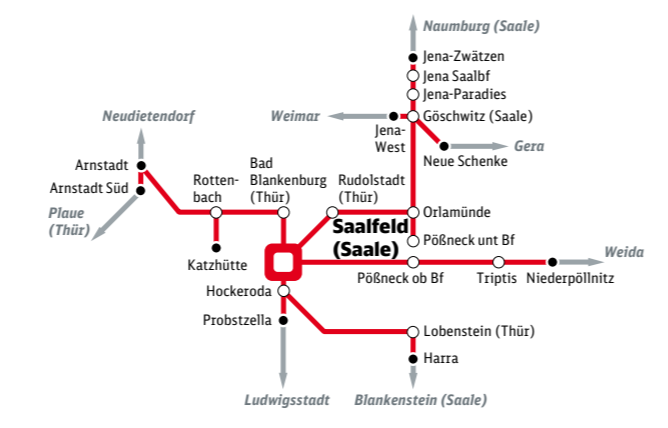 Naumburg (Saale)
Jena-Zwätzen
Jena Saalbf
Jena-Paradies
Neudietendorf
Weimar
Göschwitz (Saale)
Jena-
West
Gera
Neue Schenke
Arnstadt
Arnstadt Süd
Plaue
(Thür)
Rotten-
bach
Bad
Blankenburg
(Thür)
Rudolstadt
(Thür)
Orlamünde
Saalfeld
(Saale)
Pößneck unt Bf
Katzhütte
Weida
Pößneck ob Bf
Triptis
Niederpöllnitz
Hockeroda
Probstzella
Lobenstein (Thür)
Harra
Ludwigsstadt
Blankenstein (Saale)